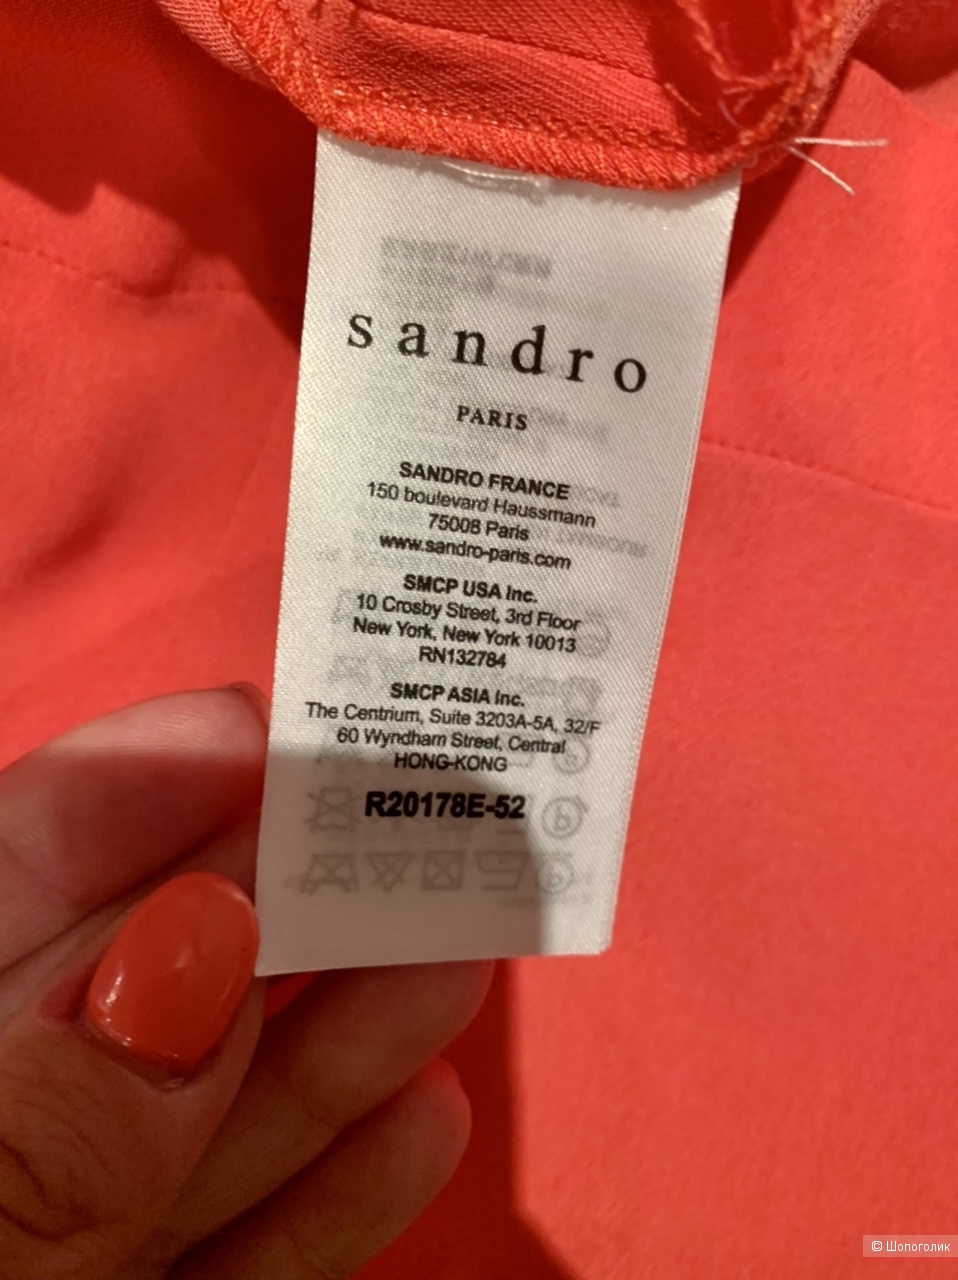 sandro
PARIS
SANDRO FRANCE
150 boulevard Haussmann
75008 Paris
www.sandro-paris.com
SMCP USA Inc.
10 Crosby Street, 3rd Floor
New York, New York 10013
RN132784
SMCP ASIA Inc.
The Centrium, Suite 3203A-5A, 32/F
60 Wyndham Street, Central
HONG-KONG
R20178E-52
© Шопоголик